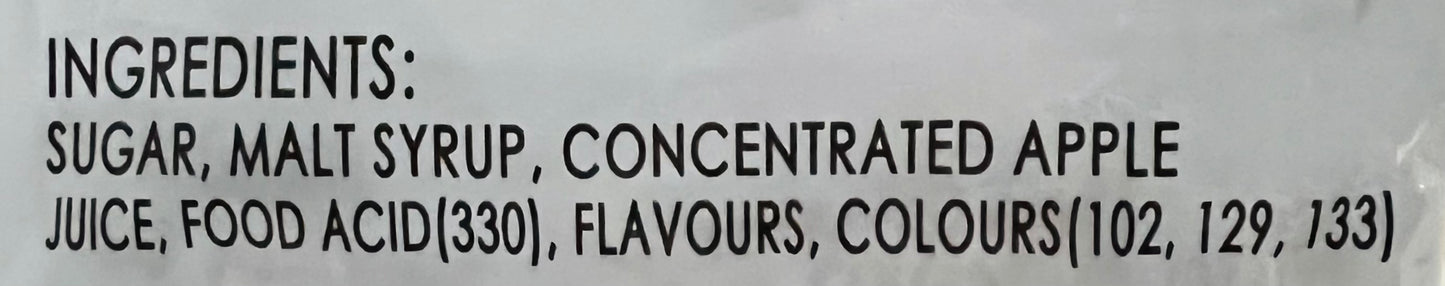 INGREDIENTS:
SUGAR, MALT SYRUP, CONCENTRATED APPLE
JUICE, FOOD ACID(330), FLAVOURS, COLOURS(102, 129, 133)